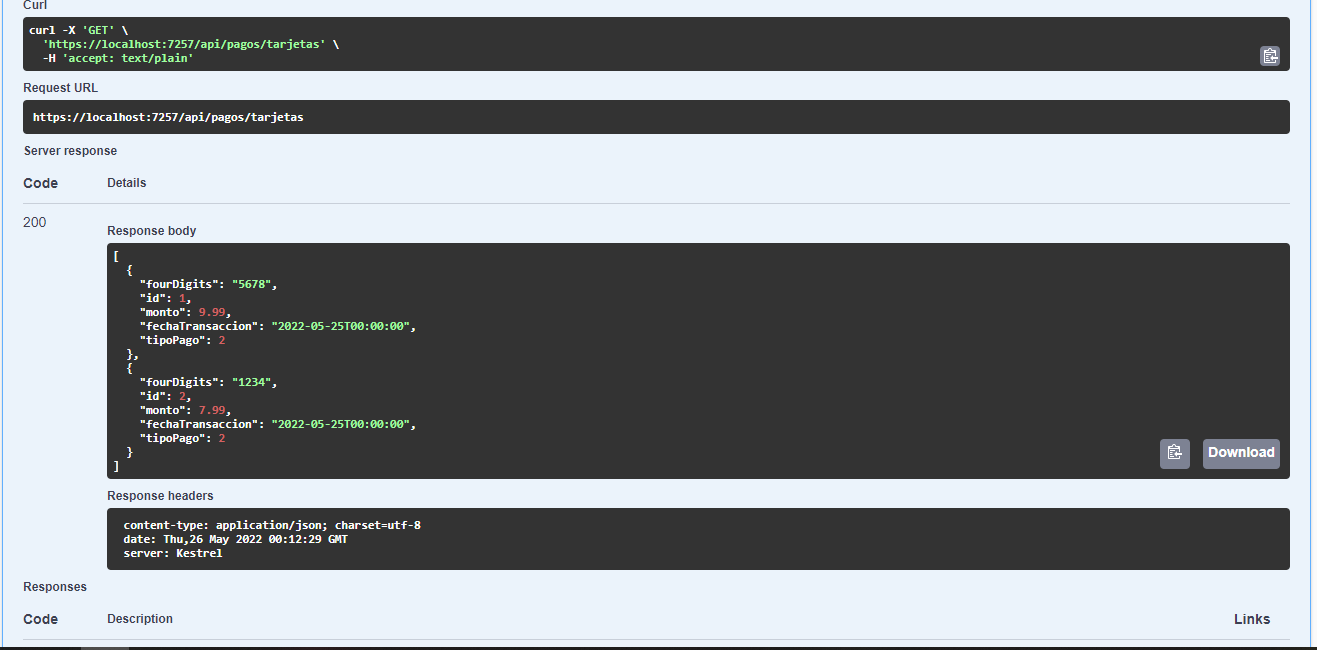 Curl
curl -X 'GET' \
  'https://localhost:7257/api/pagos/tarjetas' \
  -H 'accept: text/plain'
Request URL
https://localhost:7257/api/pagos/tarjetas
Server response
Code Details
200
Response body
[
  {
    "fourDigits": "5678",
    "id": 1,
    "monto": 9.99,
    "fechaTransaccion": "2022-05-25T00:00:00",
    "tipoPago": 2
  },
  {
    "fourDigits": "1234",
    "id": 2,
    "monto": 7.99,
    "fechaTransaccion": "2022-05-25T00:00:00",
    "tipoPago": 2
  }
]
Download
Response headers
content-type: application/json; charset=utf-8
date: Thu,26 May 2022 00:12:29 GMT
server: Kestrel
Responses
Code Description Links